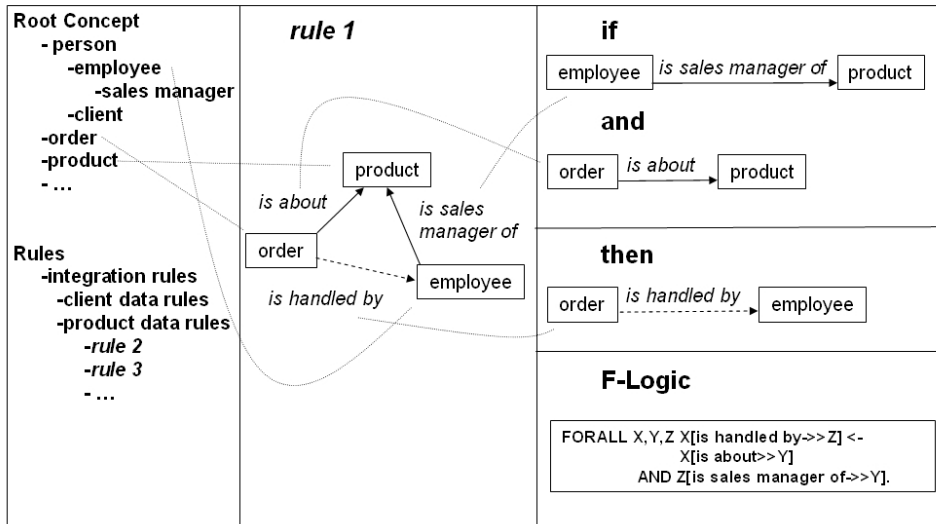 Root Concept
- person
-employee
-sales manager
-client
-order
-product
- ...
Rules
-integration rules
-client data rules
-product data rules
-rule 2
-rule 3
- ...
rule 1
product
is about
is sales
manager of
order
employee
is handled by
if
employee is sales manager of product
and
order is about product
then
order is handled by employee
F-Logic
FORALL X,Y,Z X[is handled by->>Z] <-
X[is about>>Y]
AND Z[is sales manager of->>Y].